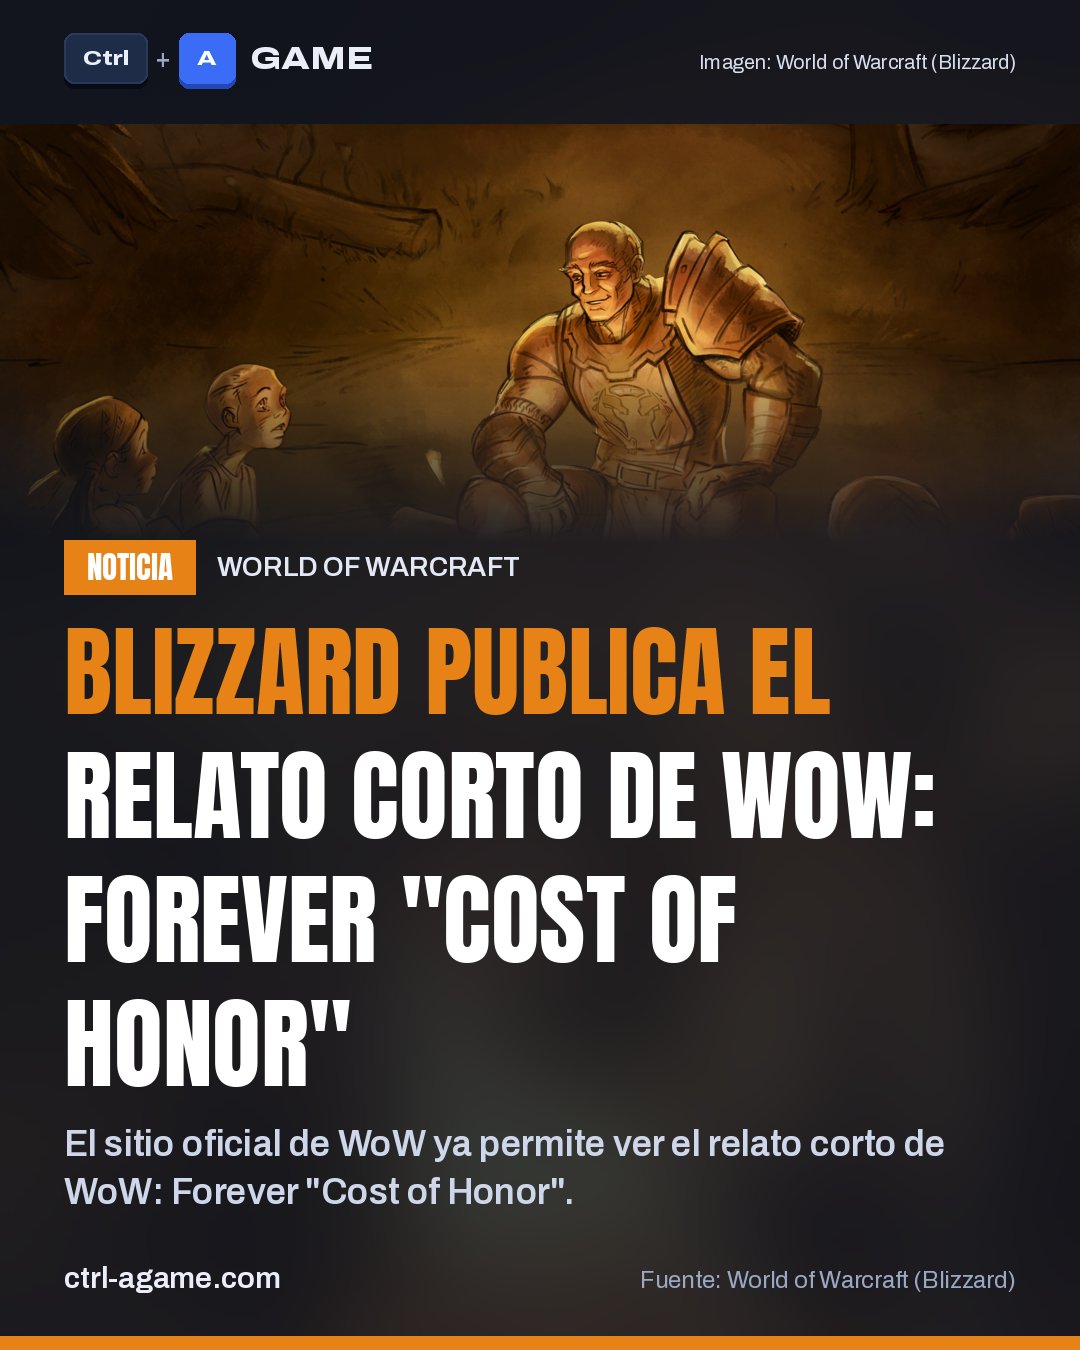 Ctrl + A GAME
Imagen: World of Warcraft (Blizzard)
NOTICIA WORLD OF WARCRAFT
BLIZZARD PUBLICA EL
RELATO CORTO DE WOW:
FOREVER "COST OF
HONOR"
El sitio oficial de WoW ya permite ver el relato corto de
WoW: Forever "Cost of Honor".
ctrl-agame.com
Fuente: World of Warcraft (Blizzard)